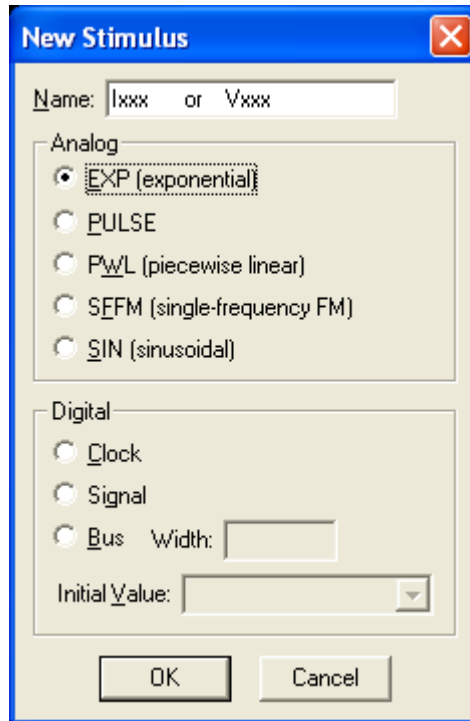 New Stimulus
Name: Ixxx or Vxxx
Analog
EXP (exponential)
PULSE
PWL (piecewise linear)
SFFM (single-frequency FM)
SIN (sinusoidal)
Digital
Clock
Signal
Bus Width:
Initial Value:
OK Cancel